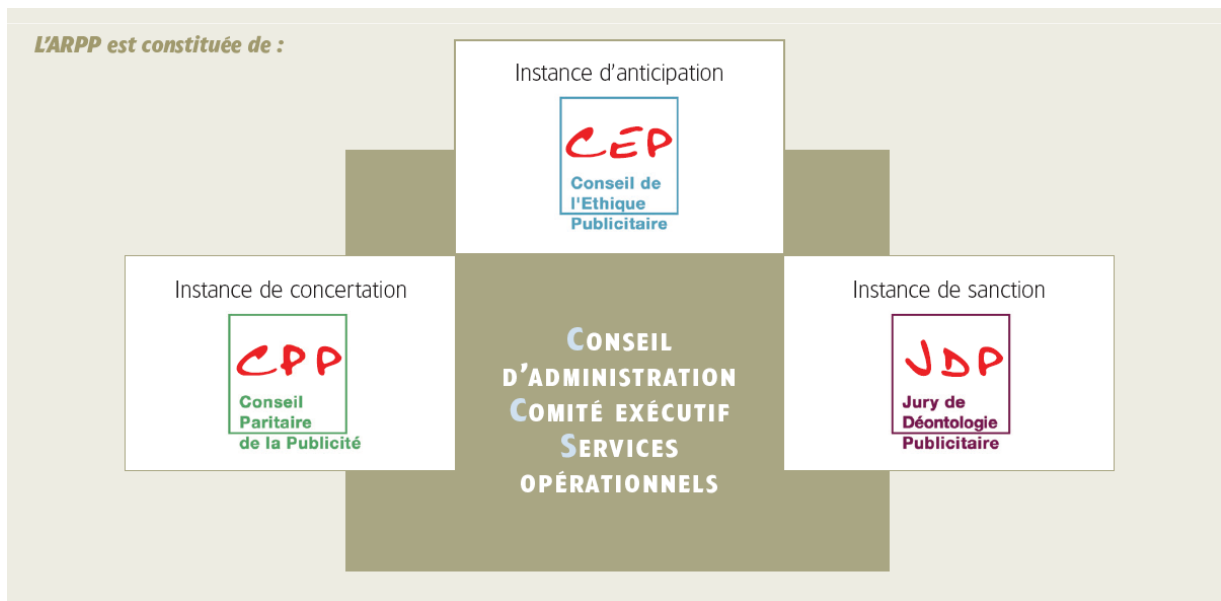 L'ARPP est constituée de :
Instance d'anticipation
CEP
Conseil de
l'Ethique
Publicitaire
Instance de concertation
CPP
Conseil
Paritaire
de la Publicité
CONSEIL
D'ADMINISTRATION
COMITÉ EXÉCUTIF
SERVICES
OPÉRATIONNELS
Instance de sanction
JDP
Jury de
Déontologie
Publicitaire